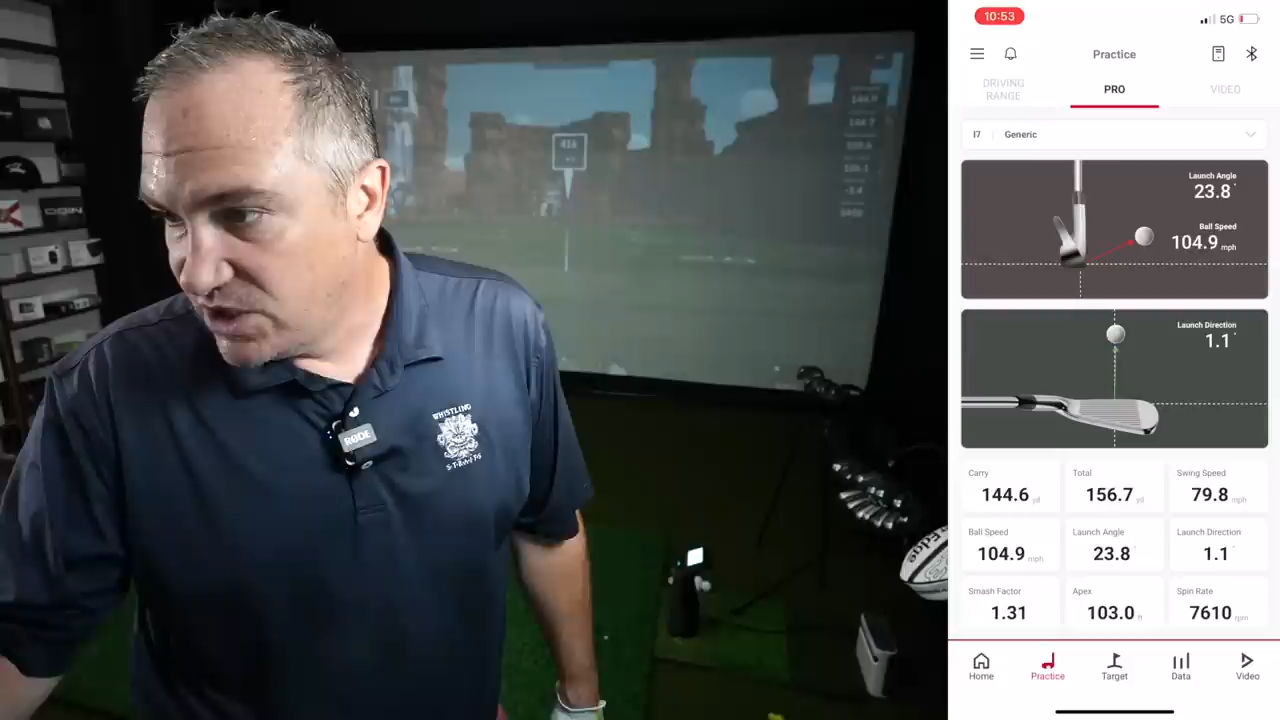 WHISTLING
STRAITS
RODE
416
Edge
10:53
5G
Practice
DRIVING
RANGE
PRO
VIDEO
I7
Generic
Launch Angle
23.8°
Ball Speed
104.9 mph
Launch Direction
1.1°
Carry
Total
Swing Speed
144.6 yd
156.7 yd
79.8 mph
Ball Speed
Launch Angle
Launch Direction
104.9 mph
23.8°
1.1°
Smash Factor
Apex
Spin Rate
1.31
103.0 ft
7610 rpm
Home
Practice
Target
Data
Video